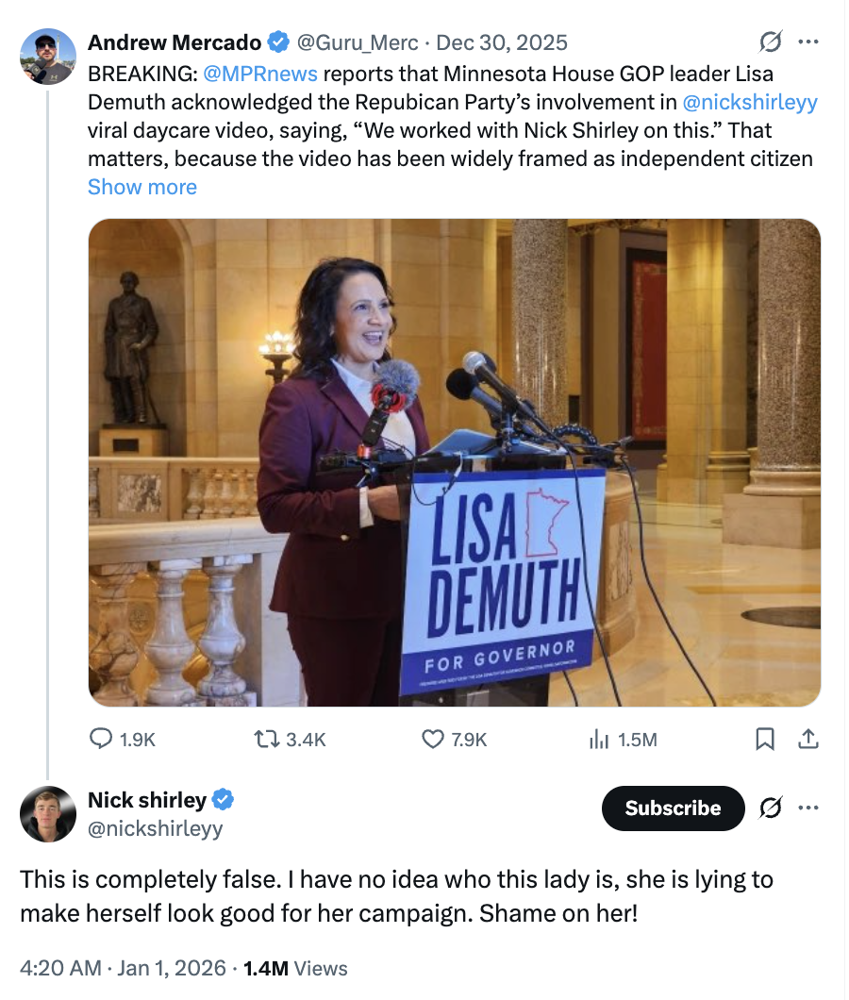 Andrew Mercado @Guru_Merc · Dec 30, 2025
BREAKING: @MPRnews reports that Minnesota House GOP leader Lisa
Demuth acknowledged the Repubican Party’s involvement in @nickshirleyy
viral daycare video, saying, “We worked with Nick Shirley on this.” That
matters, because the video has been widely framed as independent citizen
Show more
LISA
DEMUTH
FOR GOVERNOR
1.9K 3.4K 7.9K 1.5M
Nick shirley
Subscribe
@nickshirleyy
This is completely false. I have no idea who this lady is, she is lying to
make herself look good for her campaign. Shame on her!
4:20 AM · Jan 1, 2026 · 1.4M Views